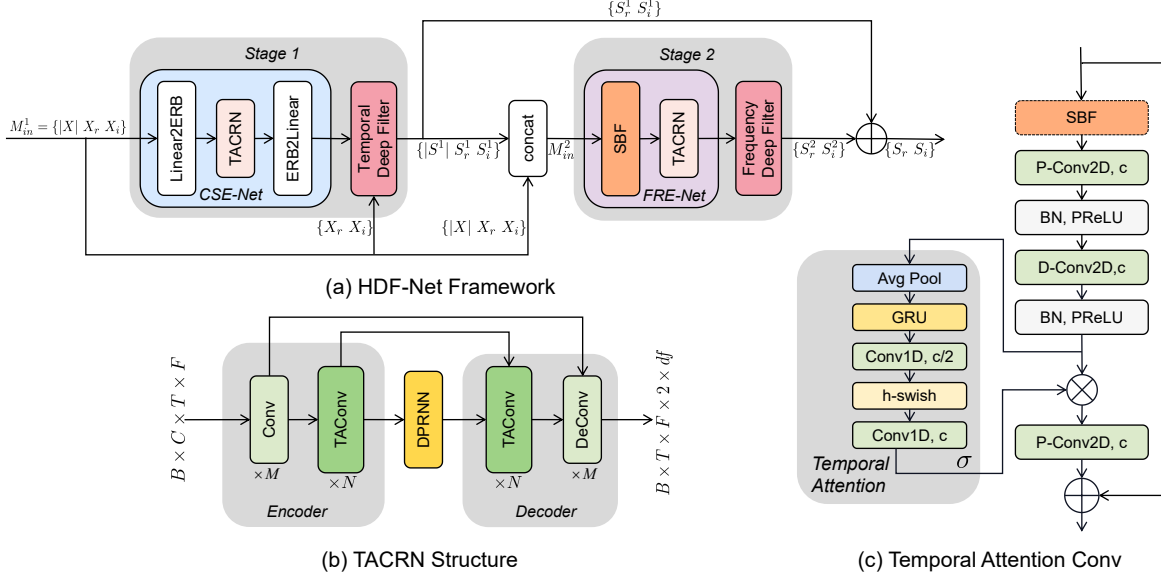 {S_r^1 S_i^1}
Stage 1
Stage 2
M_{in}^1 = {|X| X_r X_i}
Linear2ERB
TACRN
ERB2Linear
CSE-Net
Temporal
Deep Filter
{|S^1| S_r^1 S_i^1}
concat
M_{in}^2
SBF
TACRN
FRE-Net
Frequency
Deep Filter
{S_r^2 S_i^2}
{S_r S_i}
{X_r X_i}
{|X| X_r X_i}
(a) HDF-Net Framework
B × C × T × F
Conv
×M
TAConv
×N
Encoder
DPRNN
TAConv
×N
DeConv
×M
Decoder
B × T × F × 2 × df
(b) TACRN Structure
SBF
P-Conv2D, c
BN, PReLU
D-Conv2D,c
BN, PReLU
Avg Pool
GRU
Conv1D, c/2
h-swish
Conv1D, c
Temporal
Attention
σ
P-Conv2D, c
(c) Temporal Attention Conv